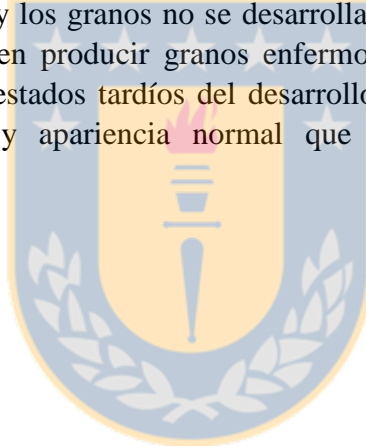 y los granos no se desarrolla
en producir granos enfermo
estados tardíos del desarrollo
y apariencia normal que